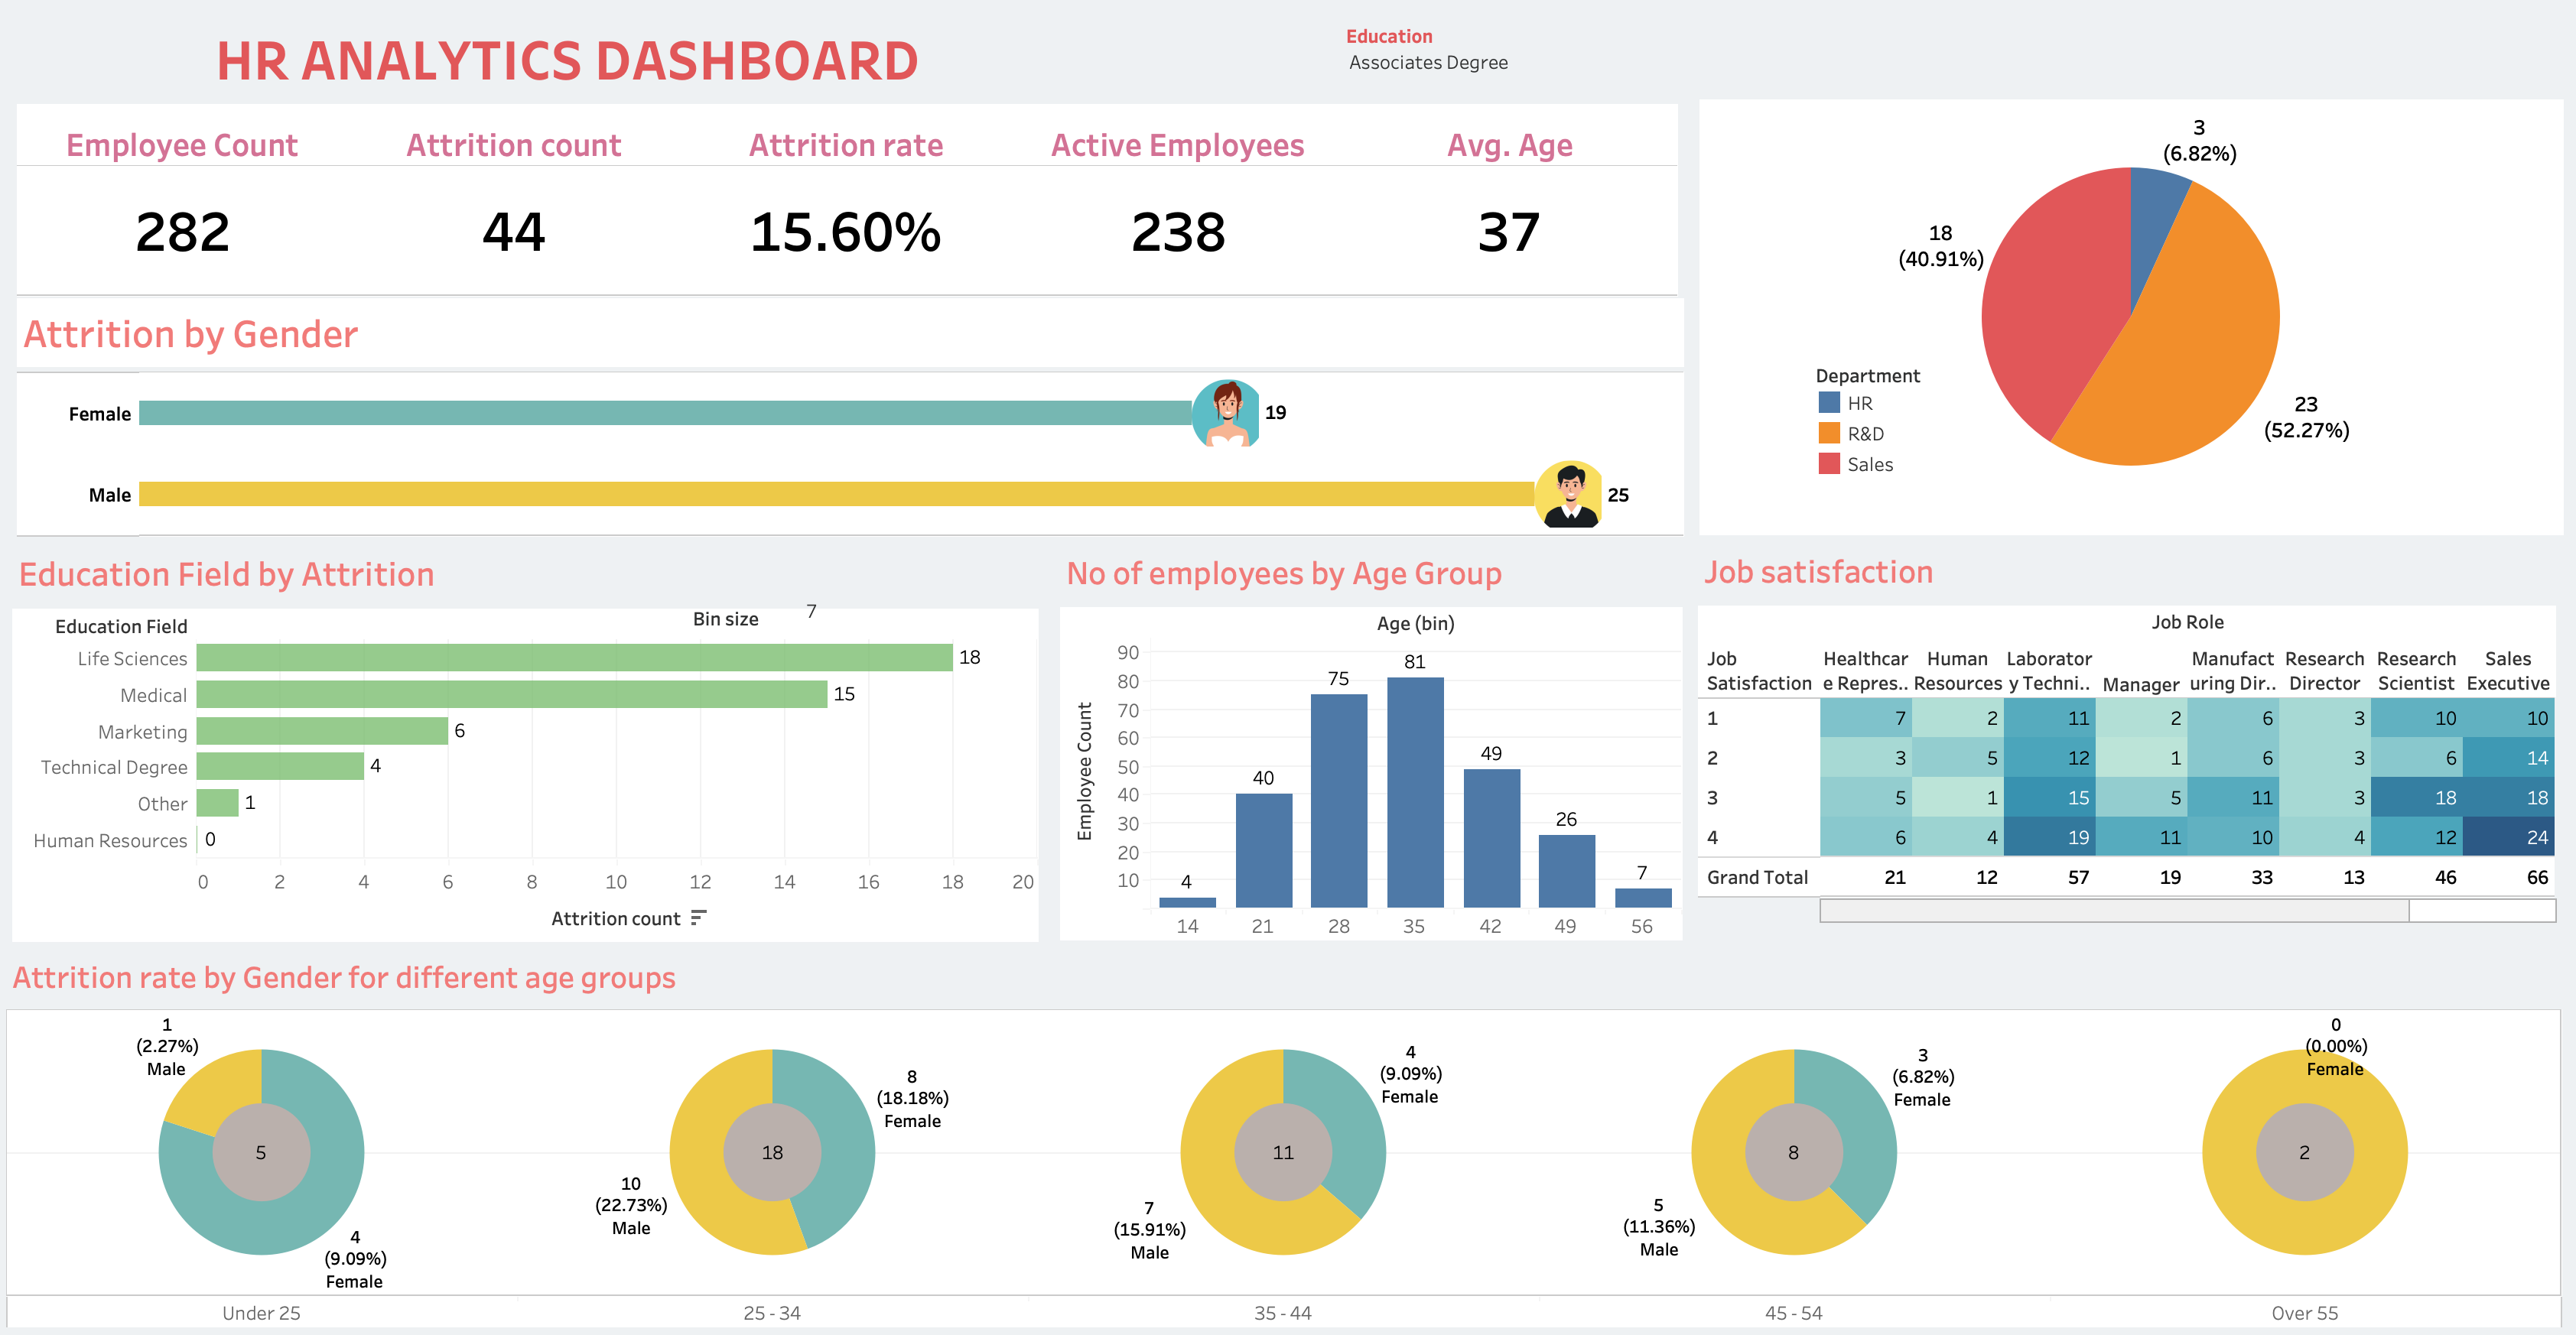 HR ANALYTICS DASHBOARD
Education
Associates Degree
Employee Count Attrition count Attrition rate Active Employees Avg. Age
282 44 15.60% 238 37
3
(6.82%)
18
(40.91%)
23
(52.27%)
Department
HR
R&D
Sales
Attrition by Gender
Female 19
Male 25
Education Field by Attrition
Bin size 7
Education Field
Life Sciences 18
Medical 15
Marketing 6
Technical Degree 4
Other 1
Human Resources 0
0 2 4 6 8 10 12 14 16 18 20
Attrition count
No of employees by Age Group
Age (bin)
Employee Count
90
80
70
60
50
40
30
20
10
4 40 75 81 49 26 7
14 21 28 35 42 49 56
Job satisfaction
Job Role
Job Healthcar Human Laborator Manufact Research Research Sales
Satisfaction e Repres.. Resources y Techni.. Manager uring Dir.. Director Scientist Executive
1 7 2 11 2 6 3 10 10
2 3 5 12 1 6 3 6 14
3 5 1 15 5 11 3 18 18
4 6 4 19 11 10 4 12 24
Grand Total 21 12 57 19 33 13 46 66
Attrition rate by Gender for different age groups
1
(2.27%)
Male
5
4
(9.09%)
Female
8
(18.18%)
Female
18
10
(22.73%)
Male
4
(9.09%)
Female
11
7
(15.91%)
Male
3
(6.82%)
Female
8
5
(11.36%)
Male
0
(0.00%)
Female
2
Under 25 25 - 34 35 - 44 45 - 54 Over 55